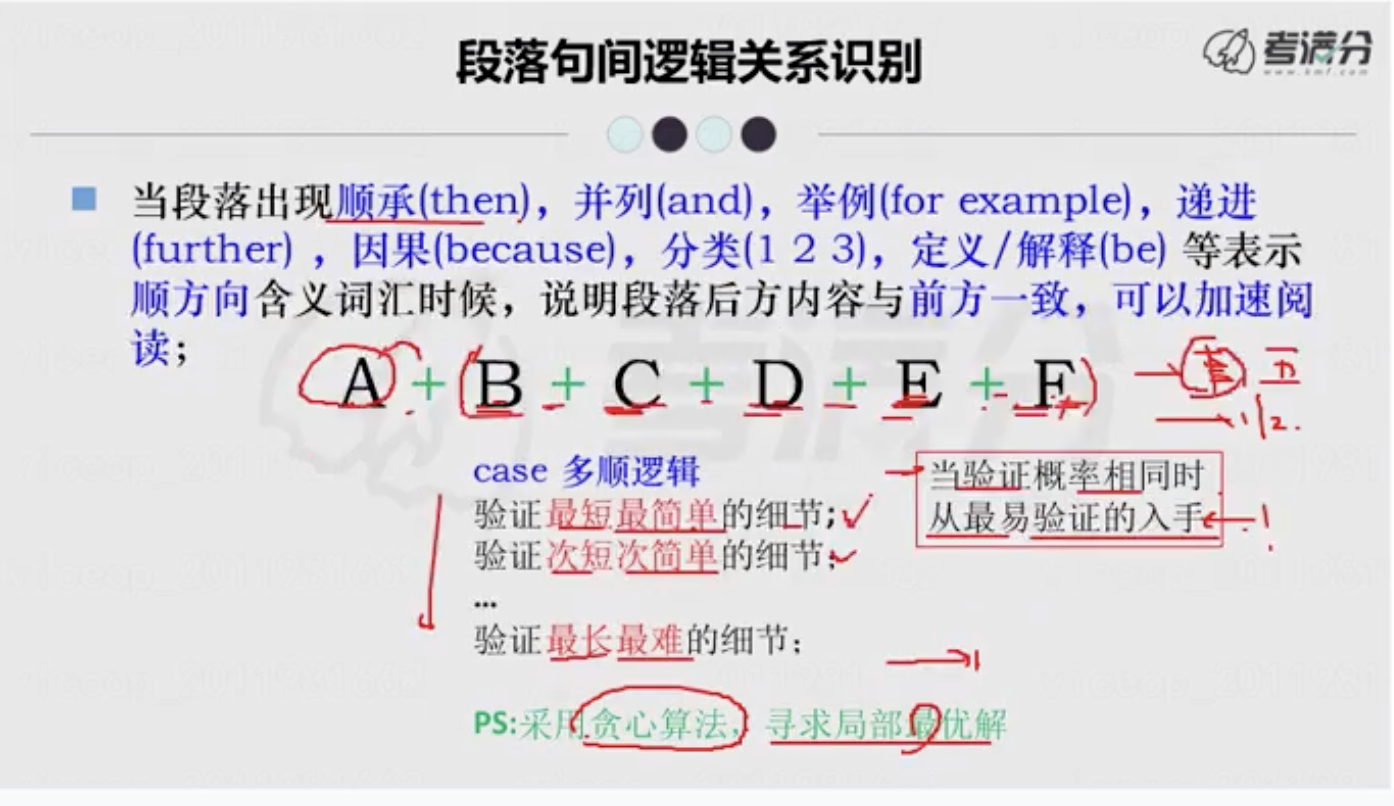 段落句间逻辑关系识别
考满分
www.kmf.com
当段落出现顺承(then)，并列(and)，举例(for example)，递进
(further) ，因果(because)，分类(1 2 3)，定义/解释(be) 等表示
顺方向含义词汇时候，说明段落后方内容与前方一致，可以加速阅
读；
A + B + C + D + E + F
1/2.
case 多顺逻辑
当验证概率相同时
验证最短最简单的细节;
从最易验证的入手
验证次短次简单的细节;
...
验证最长最难的细节;
PS:采用贪心算法，寻求局部最优解